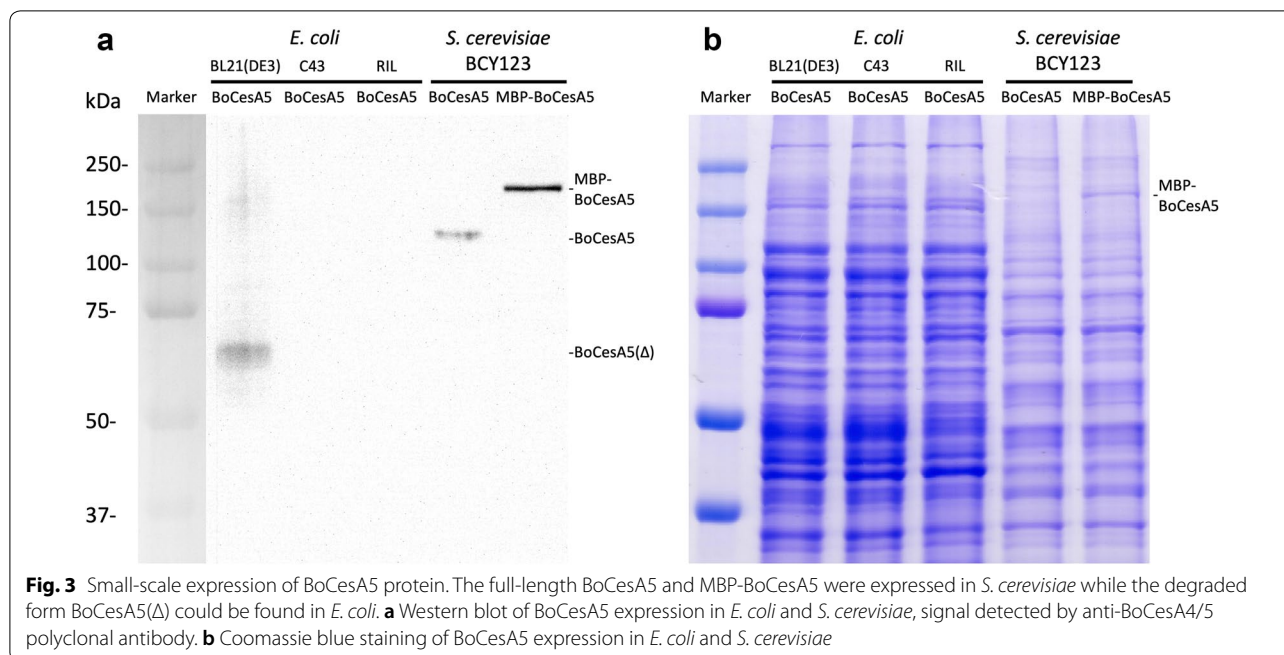 a
E. coli
S. cerevisiae
BL21(DE3) C43 RIL BCY123
kDa Marker BoCesA5 BoCesA5 BoCesA5 BoCesA5 MBP-BoCesA5
250-
150-
100-
75-
50-
37-
MBP-
-BoCesA5
-BoCesA5
-BoCesA5(Δ)
b
E. coli
S. cerevisiae
BL21(DE3) C43 RIL BCY123
Marker BoCesA5 BoCesA5 BoCesA5 BoCesA5 MBP-BoCesA5
MBP-
-BoCesA5
Fig. 3 Small-scale expression of BoCesA5 protein. The full-length BoCesA5 and MBP-BoCesA5 were expressed in S. cerevisiae while the degraded
form BoCesA5(Δ) could be found in E. coli. a Western blot of BoCesA5 expression in E. coli and S. cerevisiae, signal detected by anti-BoCesA4/5
polyclonal antibody. b Coomassie blue staining of BoCesA5 expression in E. coli and S. cerevisiae